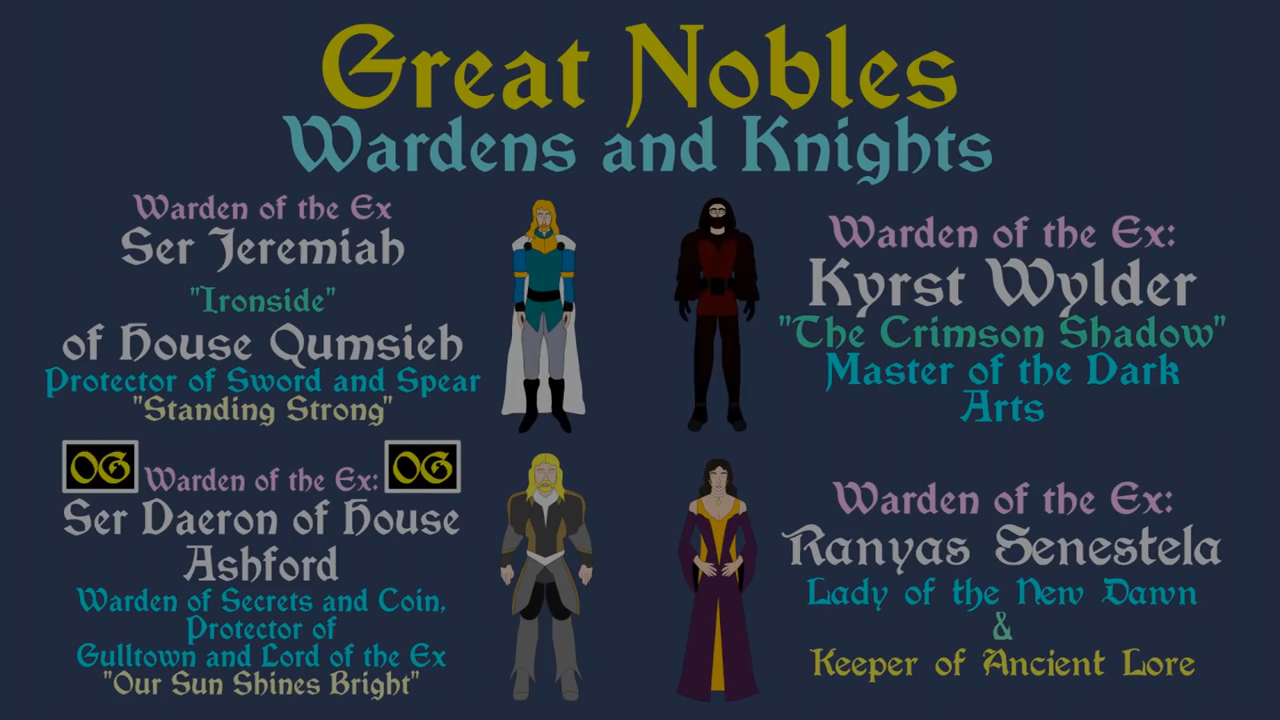 Great Nobles
Wardens and Knights
Warden of the Ex
Ser Jeremiah
"Ironside"
of House Qumsieh
Protector of Sword and Spear
"Standing Strong"
Warden of the Ex:
Kyrst Wylder
"The Crimson Shadow"
Master of the Dark
Arts
OG Warden of the Ex: OG
Ser Daeron of House
Ashford
Warden of Secrets and Coin,
Protector of
Gulltown and Lord of the Ex
"Our Sun Shines Bright"
Warden of the Ex:
Ranyas Senestela
Lady of the New Dawn
&
Keeper of Ancient Lore